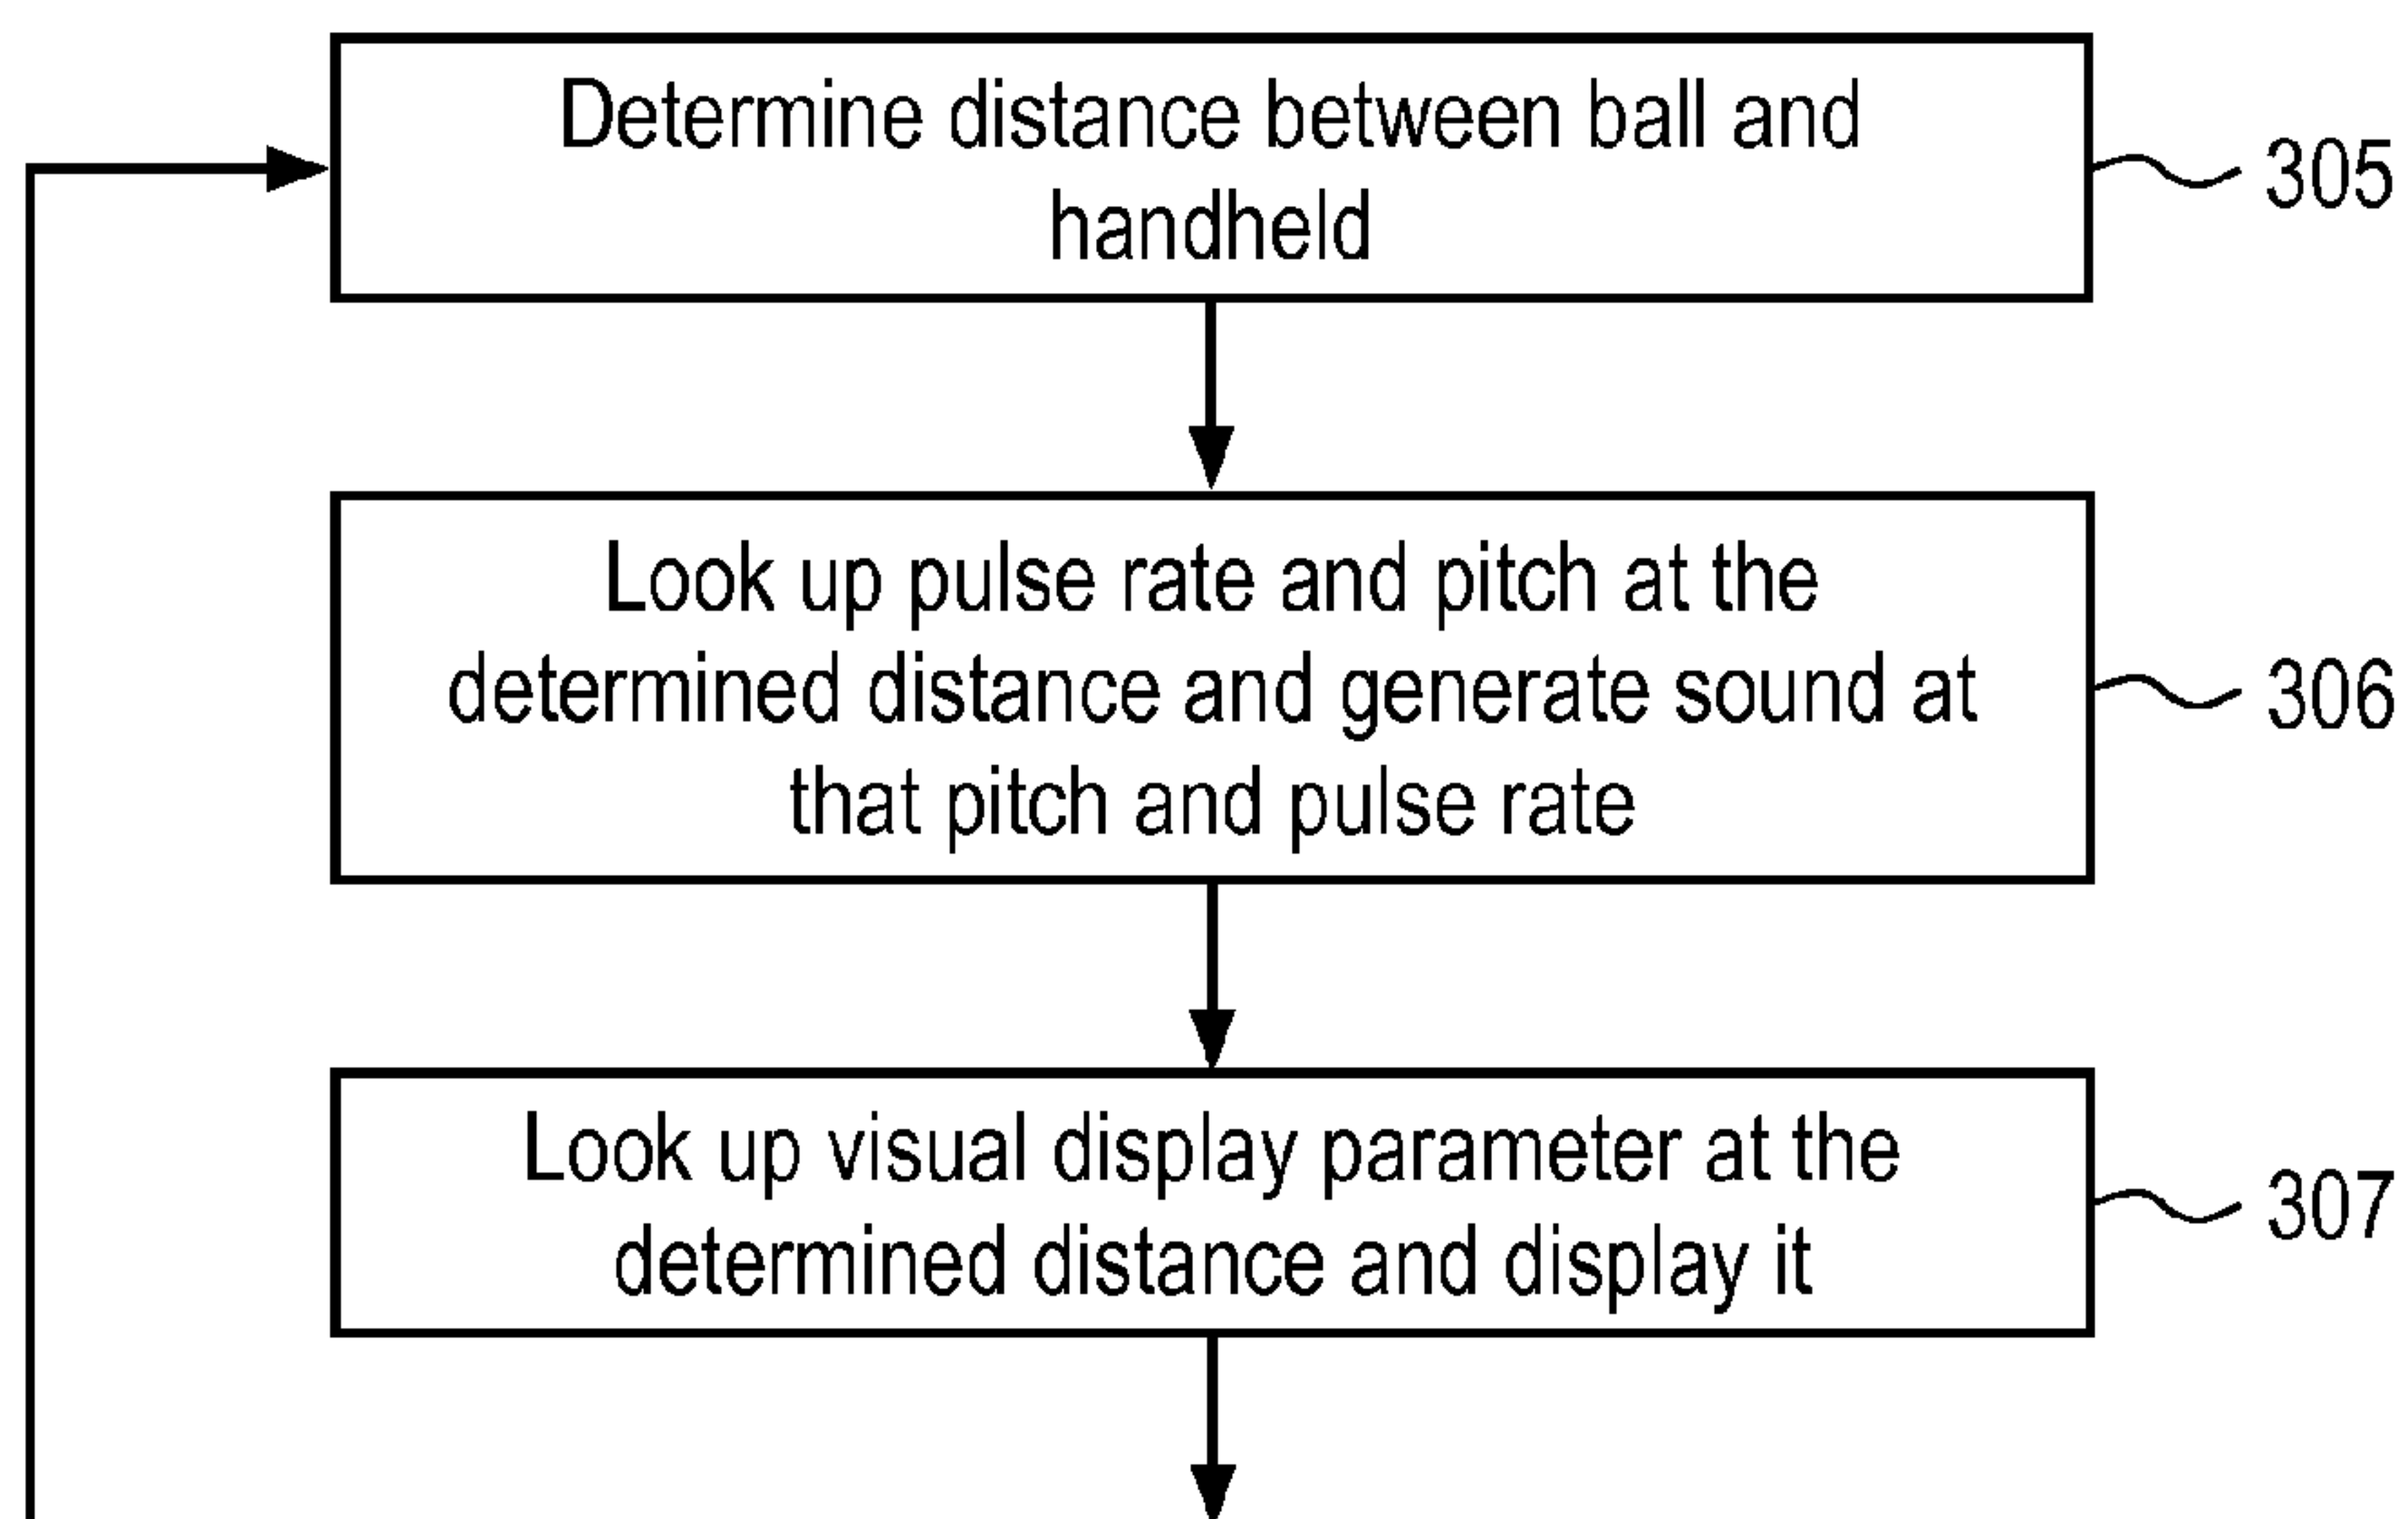 Determine distance between ball and
handheld
305
Look up pulse rate and pitch at the
determined distance and generate sound at
that pitch and pulse rate
306
Look up visual display parameter at the
determined distance and display it
307